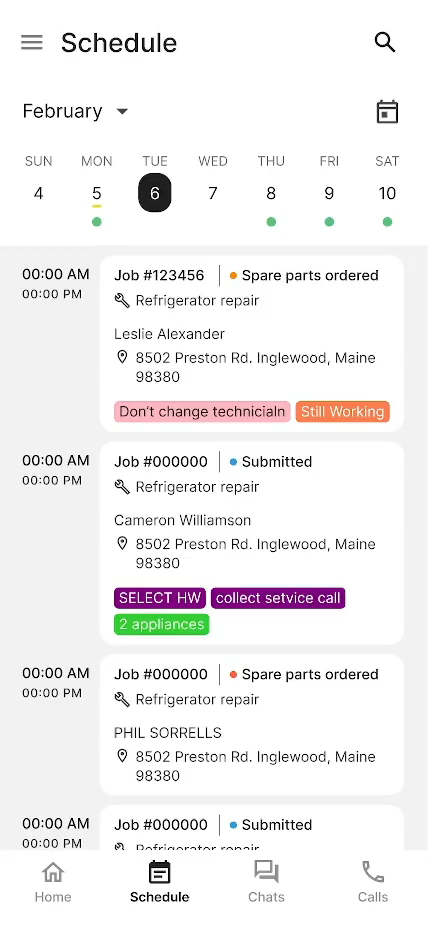 Schedule
February
SUN MON TUE WED THU FRI SAT
4 5 6 7 8 9 10
00:00 AM
00:00 PM
Job #123456 Spare parts ordered
Refrigerator repair
Leslie Alexander
8502 Preston Rd. Inglewood, Maine
98380
Don't change technicialn Still Working
00:00 AM
00:00 PM
Job #000000 Submitted
Refrigerator repair
Cameron Williamson
8502 Preston Rd. Inglewood, Maine
98380
SELECT HW collect setvice call
2 appliances
00:00 AM
00:00 PM
Job #000000 Spare parts ordered
Refrigerator repair
PHIL SORRELLS
8502 Preston Rd. Inglewood, Maine
98380
00:00 AM
00:00 PM
Job #000000 Submitted
Refrigerator repair
Home Schedule Chats Calls